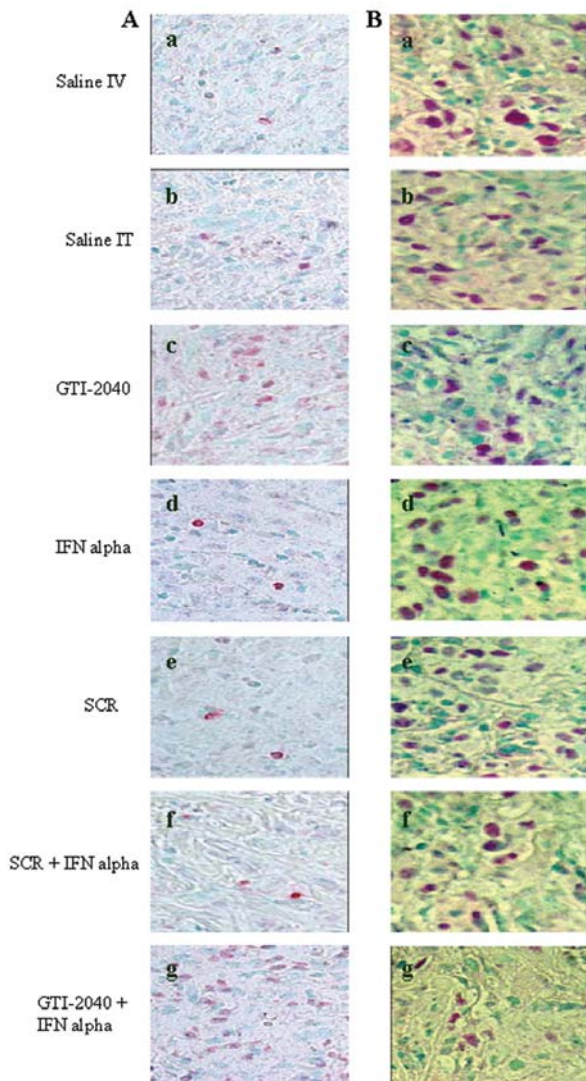 A B
Saline IV a a
Saline IT b b
GTI-2040 c c
IFN alpha d d
SCR e e
SCR + IFN alpha f f
g g
GTI-2040 +
IFN alpha